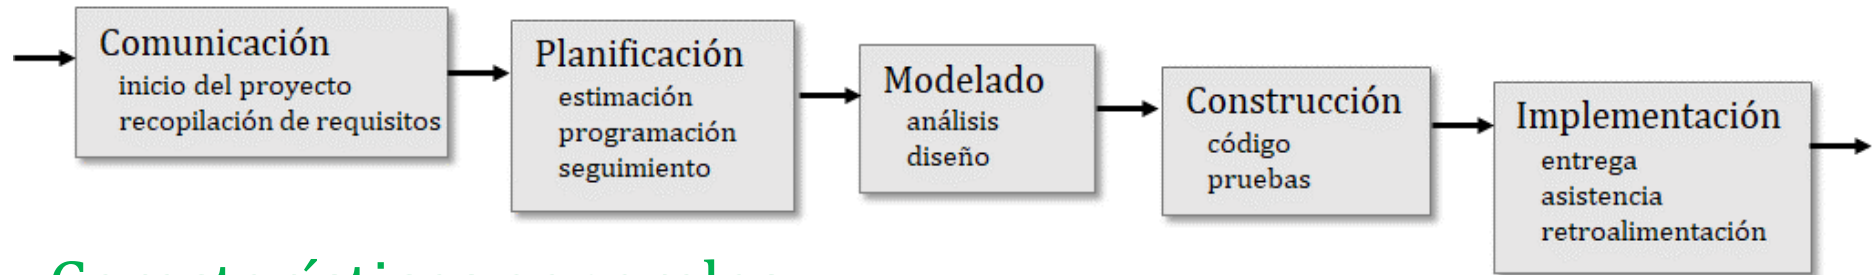 Comunicación
inicio del proyecto
recopilación de requisitos
Planificación
estimación
programación
seguimiento
Modelado
análisis
diseño
Construcción
código
pruebas
Implementación
entrega
asistencia
retroalimentación